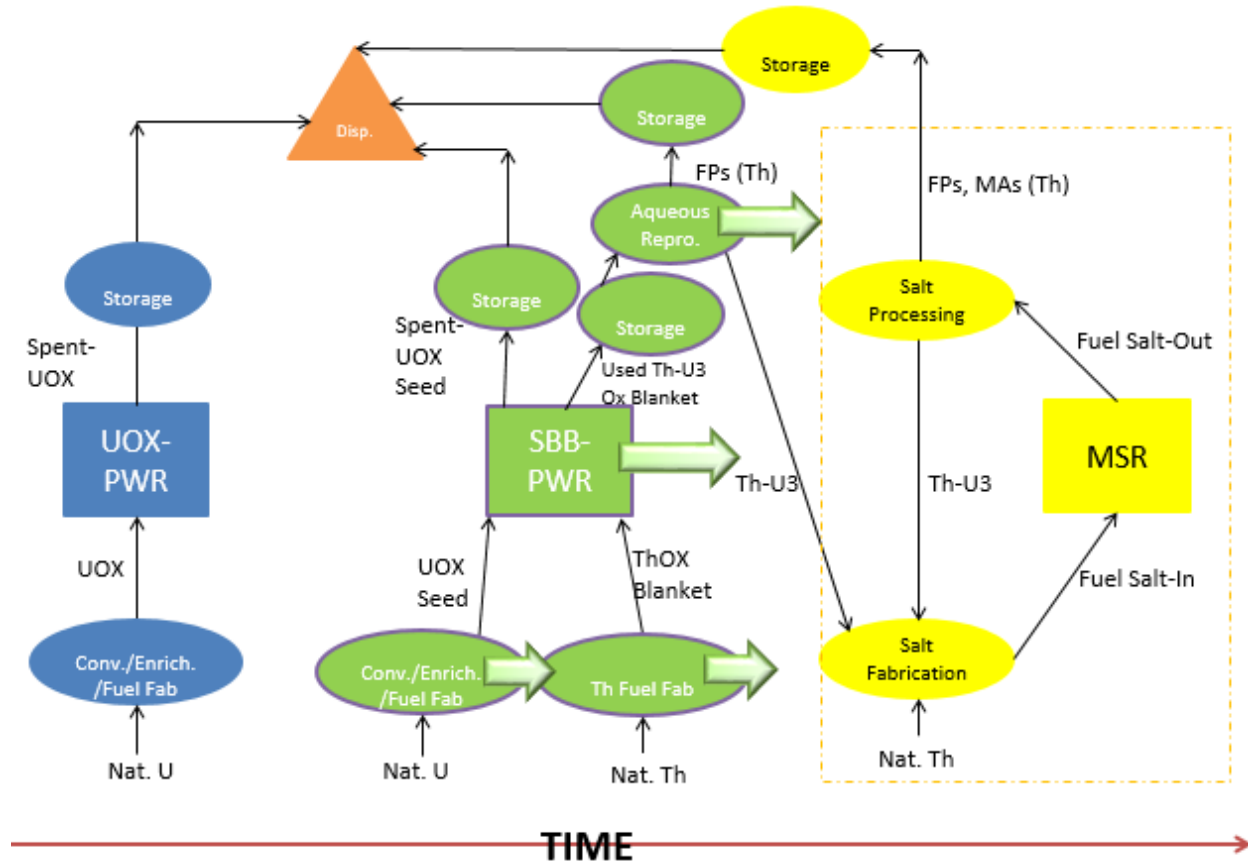 Storage
Disp.
Storage
FPs (Th)
Aqueous
Repro.
FPs, MAs (Th)
Storage
Storage
Storage
Salt
Processing
Spent-
UOX
Spent-
UOX
Seed
Used Th-U3
Ox Blanket
Fuel Salt-Out
UOX-
PWR
SBB-
PWR
Th-U3
Th-U3
MSR
UOX
UOX
Seed
ThOX
Blanket
Fuel Salt-In
Conv./Enrich.
/Fuel Fab
Conv./Enrich.
/Fuel Fab
Th Fuel Fab
Salt
Fabrication
Nat. U
Nat. U
Nat. Th
Nat. Th
TIME